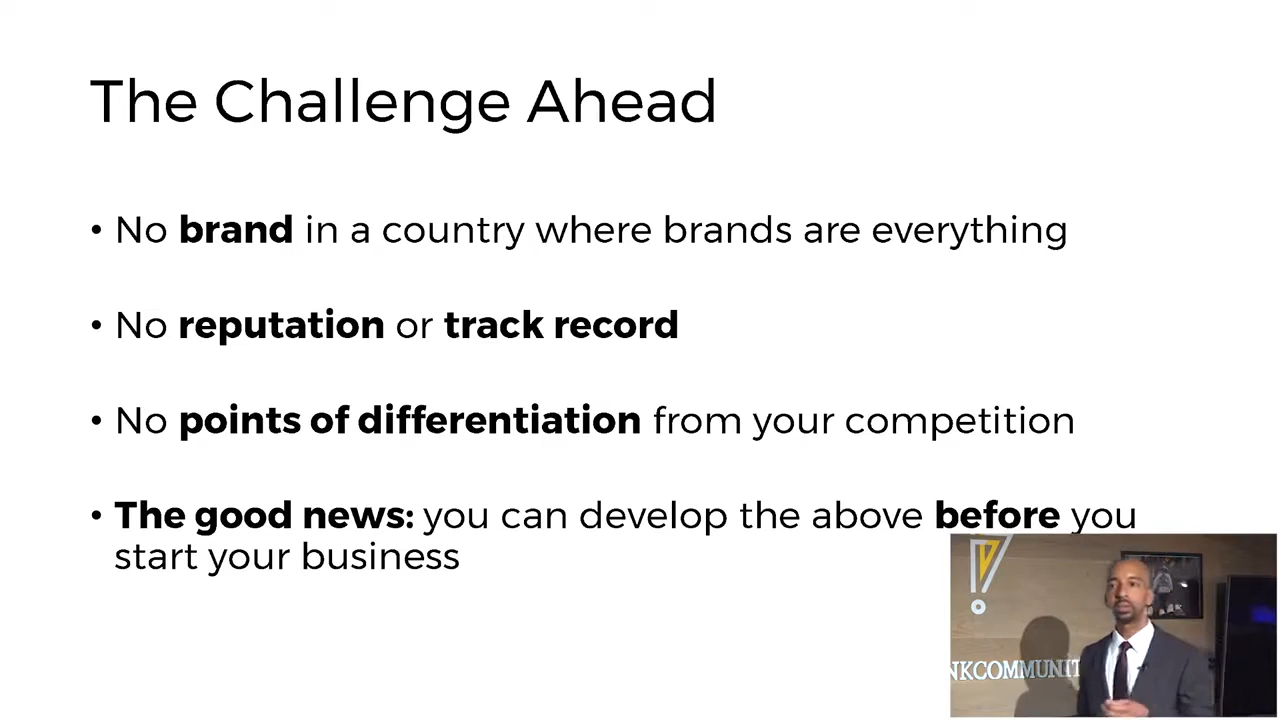 The Challenge Ahead
• No brand in a country where brands are everything
• No reputation or track record
• No points of differentiation from your competition
• The good news: you can develop the above before you
start your business
NKCOMMUNIT